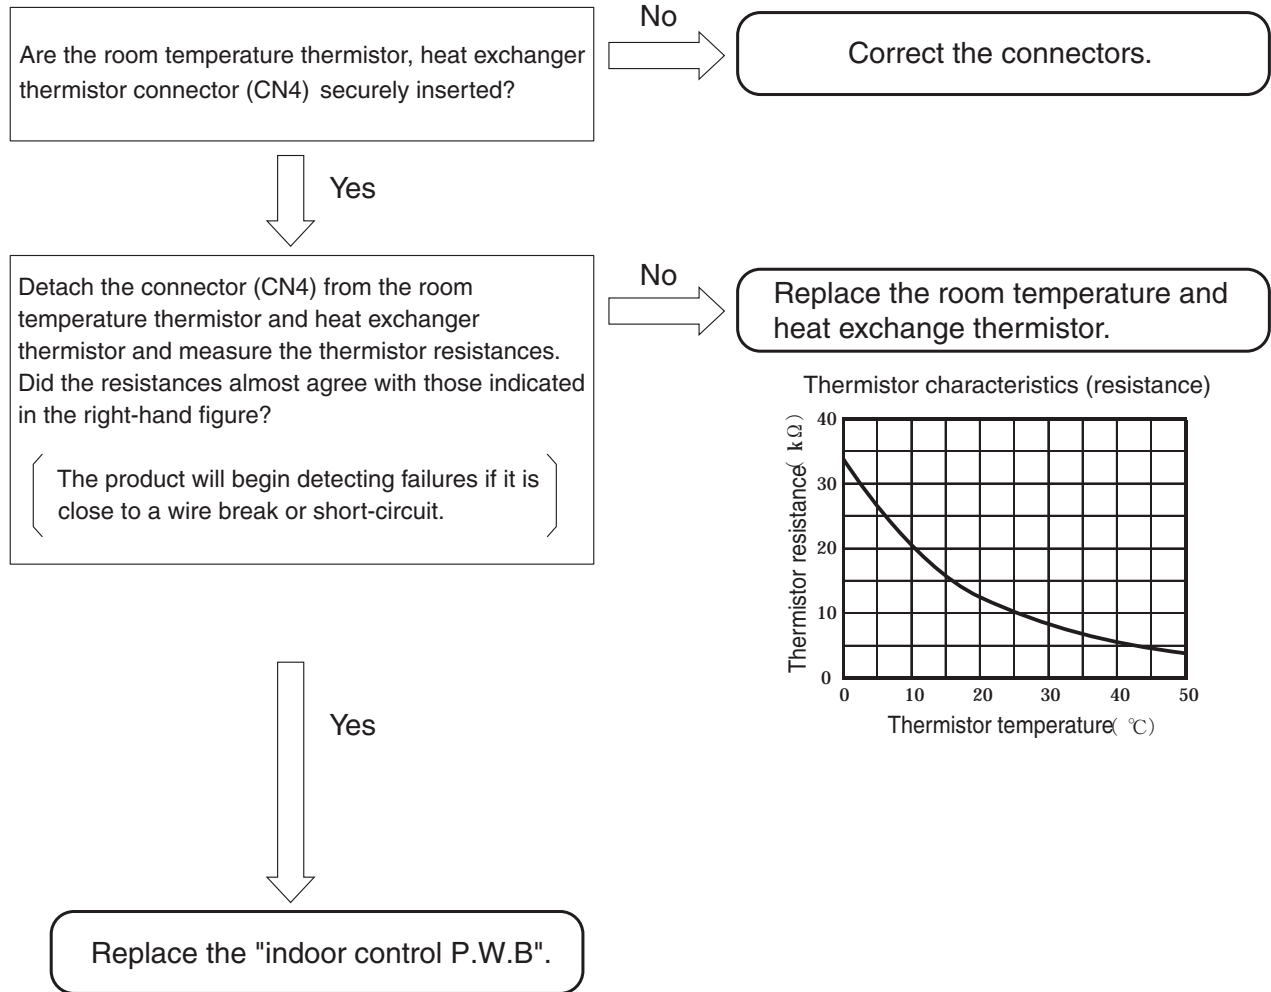 Are the room temperature thermistor, heat exchanger
thermistor connector (CN4) securely inserted?
No
Correct the connectors.
Yes
Detach the connector (CN4) from the room
temperature thermistor and heat exchanger
thermistor and measure the thermistor resistances.
Did the resistances almost agree with those indicated
in the right-hand figure?
The product will begin detecting failures if it is
close to a wire break or short-circuit.
No
Replace the room temperature and
heat exchange thermistor.
Thermistor characteristics (resistance)
Thermistor resistance( kΩ)
40
30
20
10
0
0 10 20 30 40 50
Thermistor temperature( ℃)
Yes
Replace the "indoor control P.W.B".